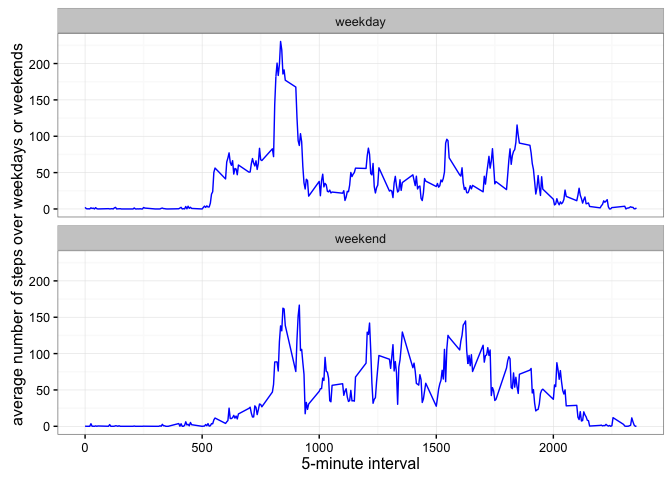 weekday
200
150
100
50
0
weekend
200
150
100
50
0
0 500 1000 1500 2000
5-minute interval
average number of steps over weekdays or weekends